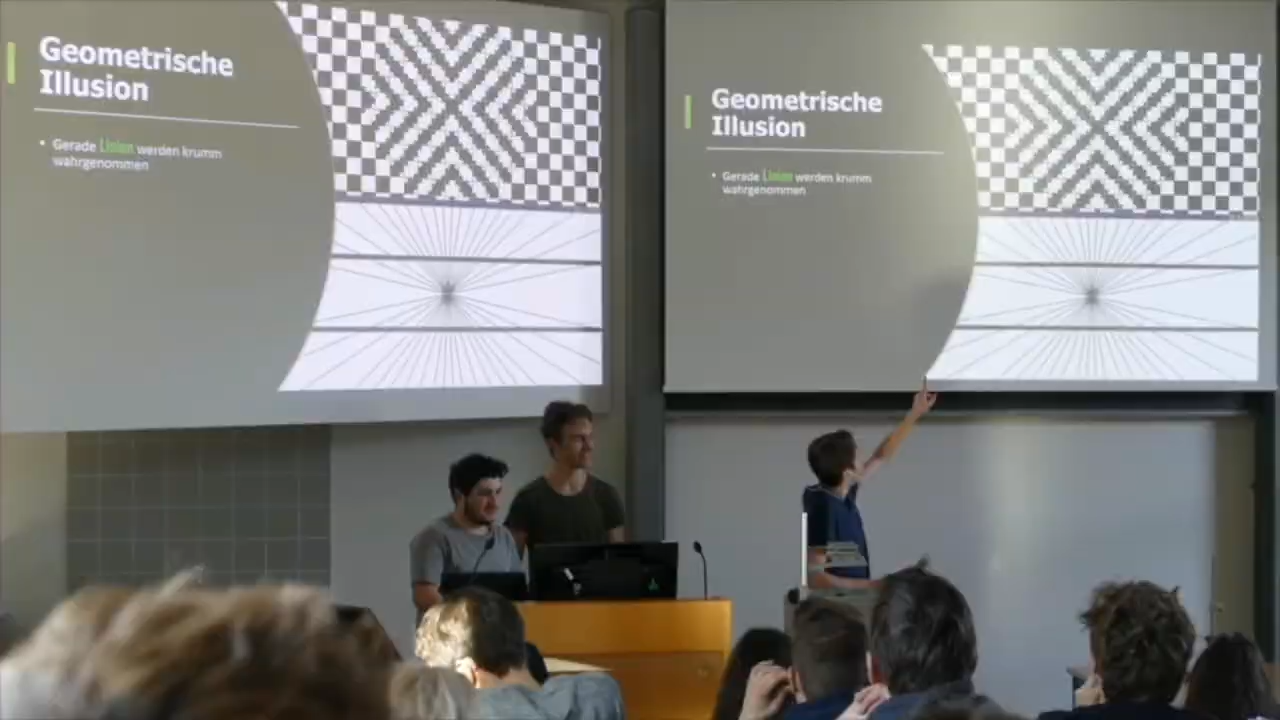 Geometrische
Illusion
• Gerade Linien werden krumm
wahrgenommen
Geometrische
Illusion
• Gerade Linien werden krumm
wahrgenommen